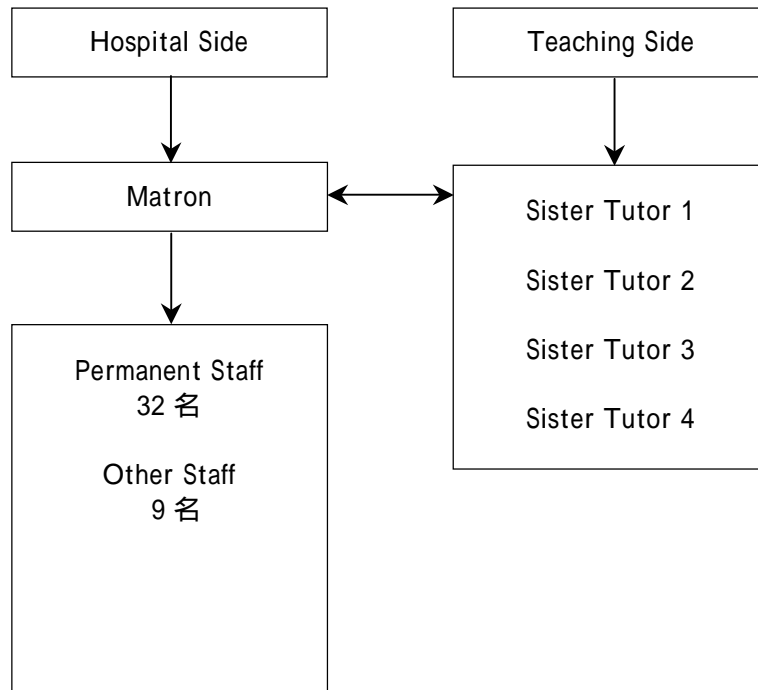 Hospital Side
Teaching Side
Matron
Sister Tutor 1
Sister Tutor 2
Sister Tutor 3
Sister Tutor 4
Permanent Staff
32 名
Other Staff
9 名